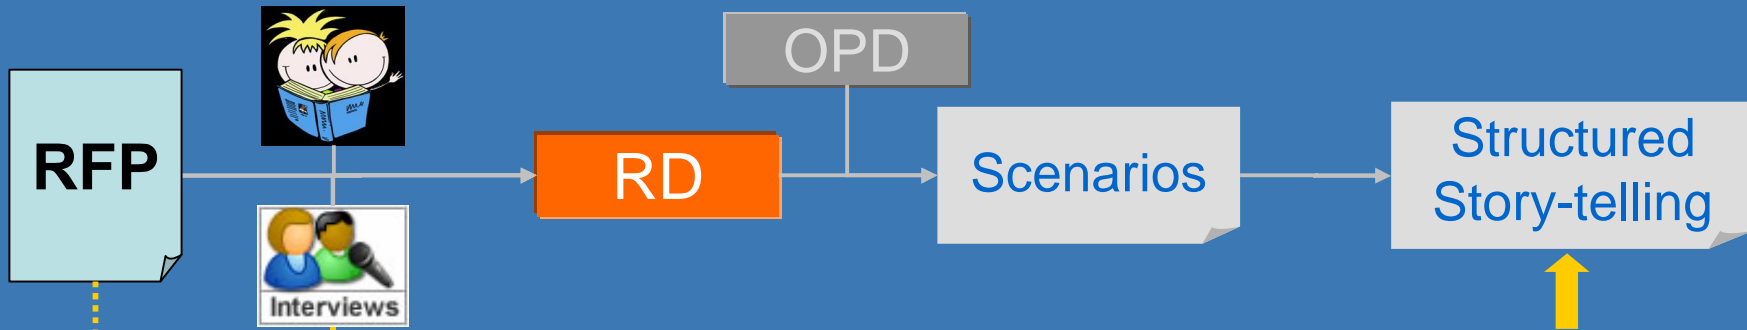 OPD
RFP
RD
Scenarios
Structured
Story-telling
Interviews